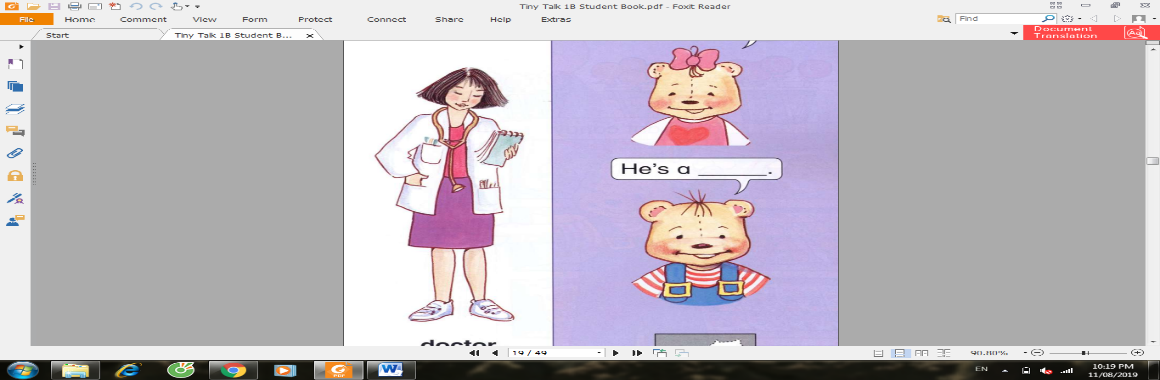 Tiny Talk 1B Student Book.pdf - Foxit Reader
File Home Comment View Form Protect Connect Share Help Extras
Find
Start Tiny Talk 1B Student B...
Document
Translation
He's a ______.
doctor
19 / 49
90.80%
EN
10:19 PM
11/08/2019